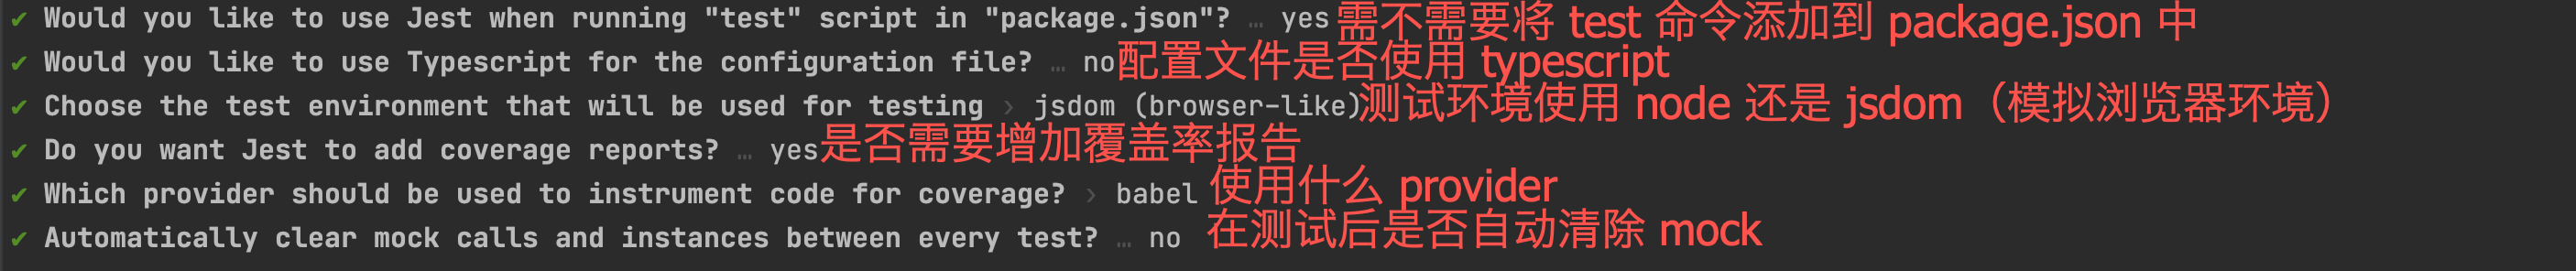 ✔ Would you like to use Jest when running "test" script in "package.json"? … yes 需不需要将 test 命令添加到 package.json 中
✔ Would you like to use Typescript for the configuration file? … no 配置文件是否使用 typescript
✔ Choose the test environment that will be used for testing › jsdom (browser-like) 测试环境使用 node 还是 jsdom（模拟浏览器环境）
✔ Do you want Jest to add coverage reports? … yes 是否需要增加覆盖率报告
✔ Which provider should be used to instrument code for coverage? › babel 使用什么 provider
✔ Automatically clear mock calls and instances between every test? … no 在测试后是否自动清除 mock